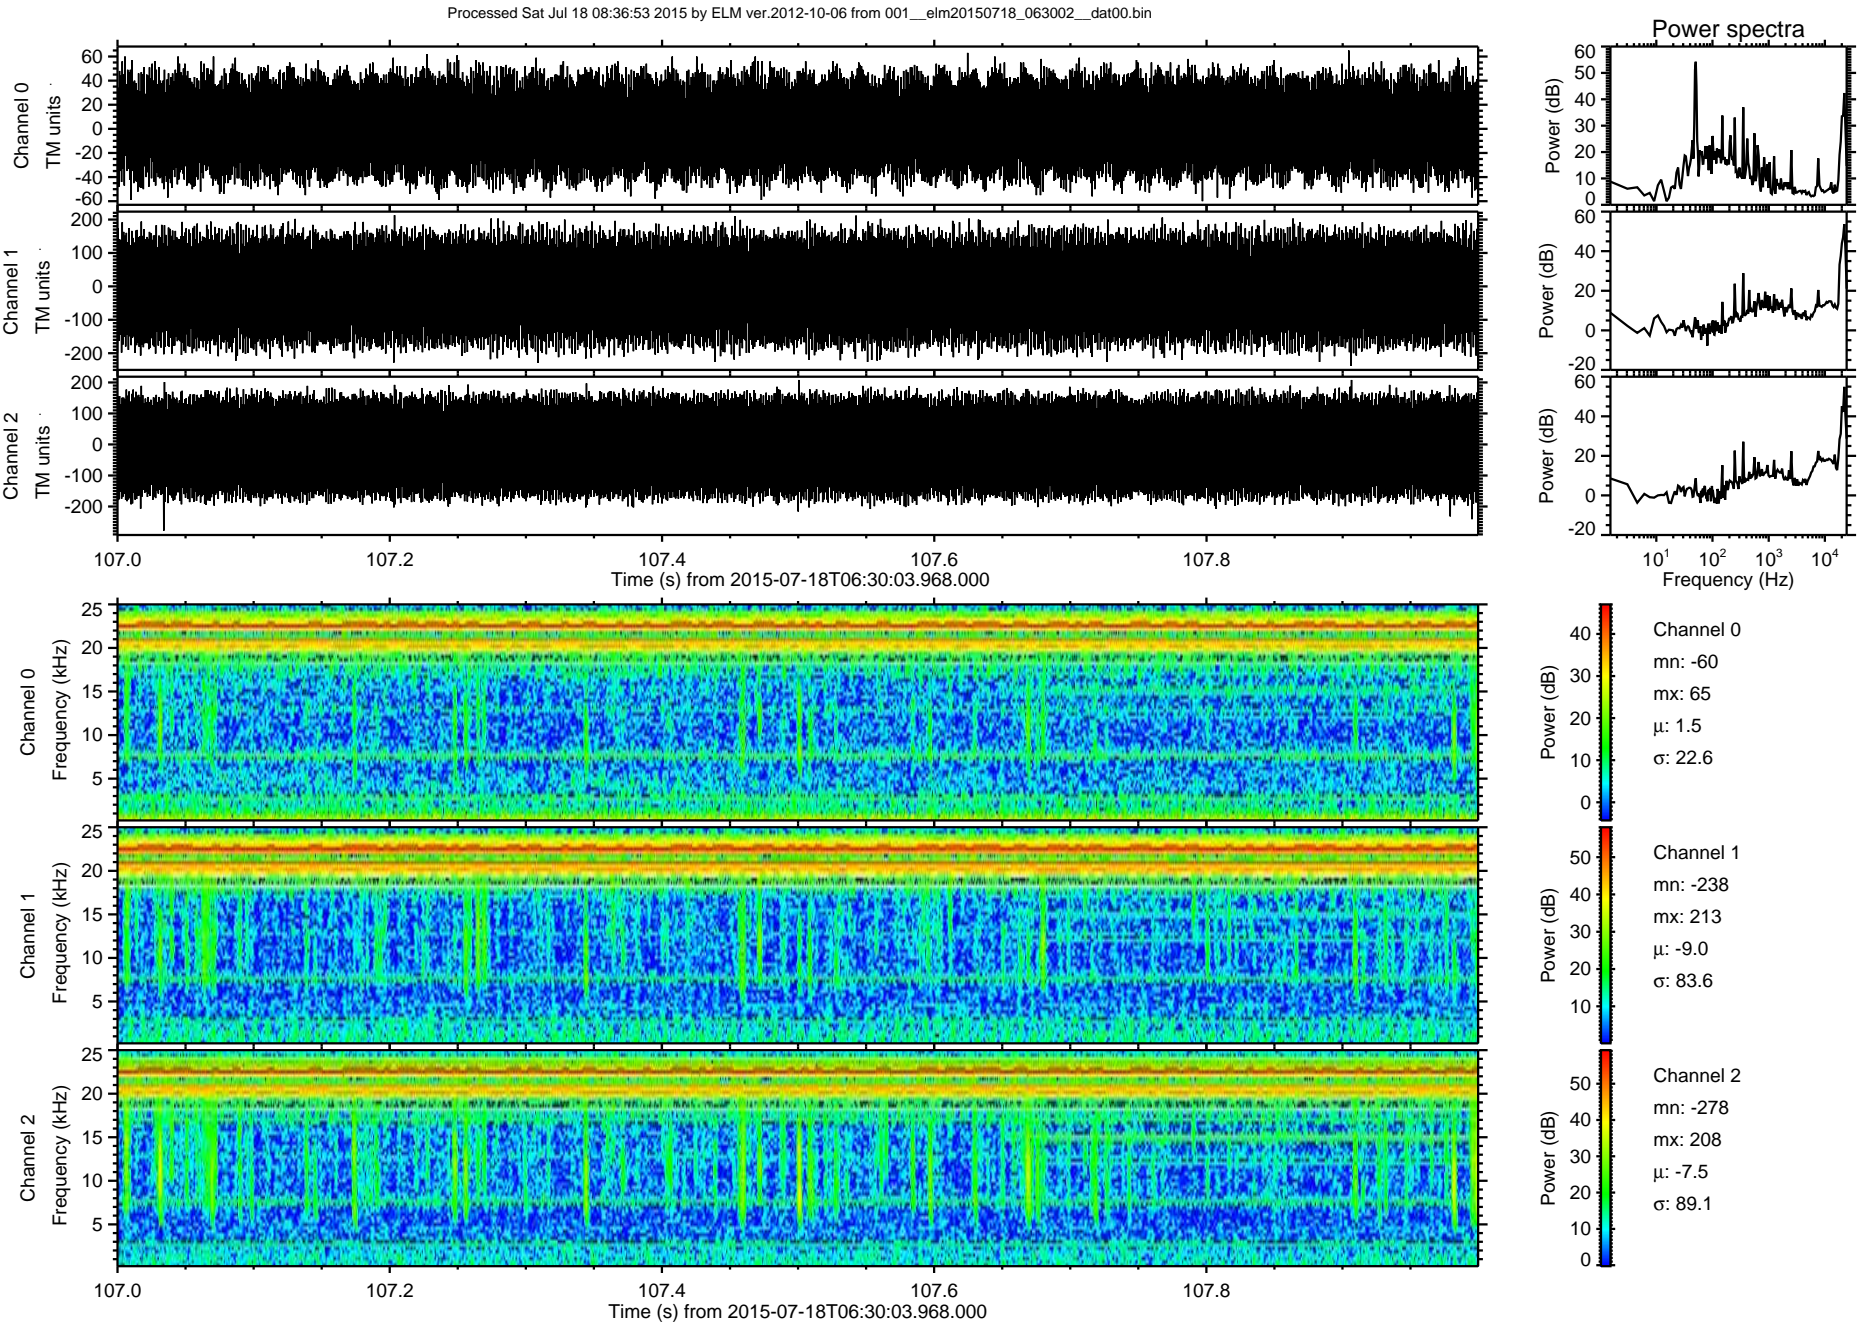 Processed Sat Jul 18 08:36:53 2015 by ELM ver.2012-10-06 from 001__elm20150718_063002__dat00.bin
Power spectra
Channel 0
TM units
60
40
20
0
-20
-40
-60
Power (dB)
60
50
40
30
20
10
0
Channel 1
TM units
200
100
0
-100
-200
Power (dB)
60
40
20
0
-20
Channel 2
TM units
200
100
0
-100
-200
Power (dB)
60
40
20
0
-20
107.0 107.2 107.4 107.6 107.8
Time (s) from 2015-07-18T06:30:03.968.000
10¹ 10² 10³ 10⁴
Frequency (Hz)
Channel 0
Frequency (kHz)
25
20
15
10
5
Power (dB)
40
30
20
10
0
Channel 0
mn: -60
mx: 65
μ: 1.5
σ: 22.6
Channel 1
Frequency (kHz)
25
20
15
10
5
Power (dB)
50
40
30
20
10
Channel 1
mn: -238
mx: 213
μ: -9.0
σ: 83.6
Channel 2
Frequency (kHz)
25
20
15
10
5
Power (dB)
50
40
30
20
10
0
Channel 2
mn: -278
mx: 208
μ: -7.5
σ: 89.1
107.0 107.2 107.4 107.6 107.8
Time (s) from 2015-07-18T06:30:03.968.000